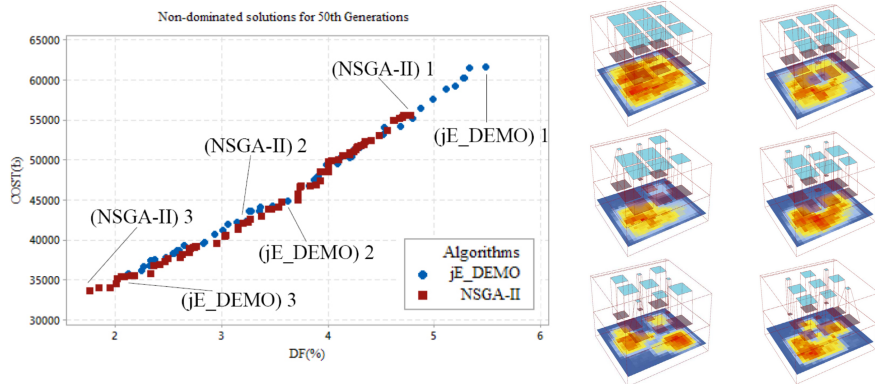 Non-dominated solutions for 50th Generations
COST(₺)
65000
60000
55000
50000
45000
40000
35000
30000
(NSGA-II) 1
(jE_DEMO) 1
(NSGA-II) 2
(jE_DEMO) 2
(NSGA-II) 3
(jE_DEMO) 3
Algorithms
jE_DEMO
NSGA-II
2 3 4 5 6
DF(%)